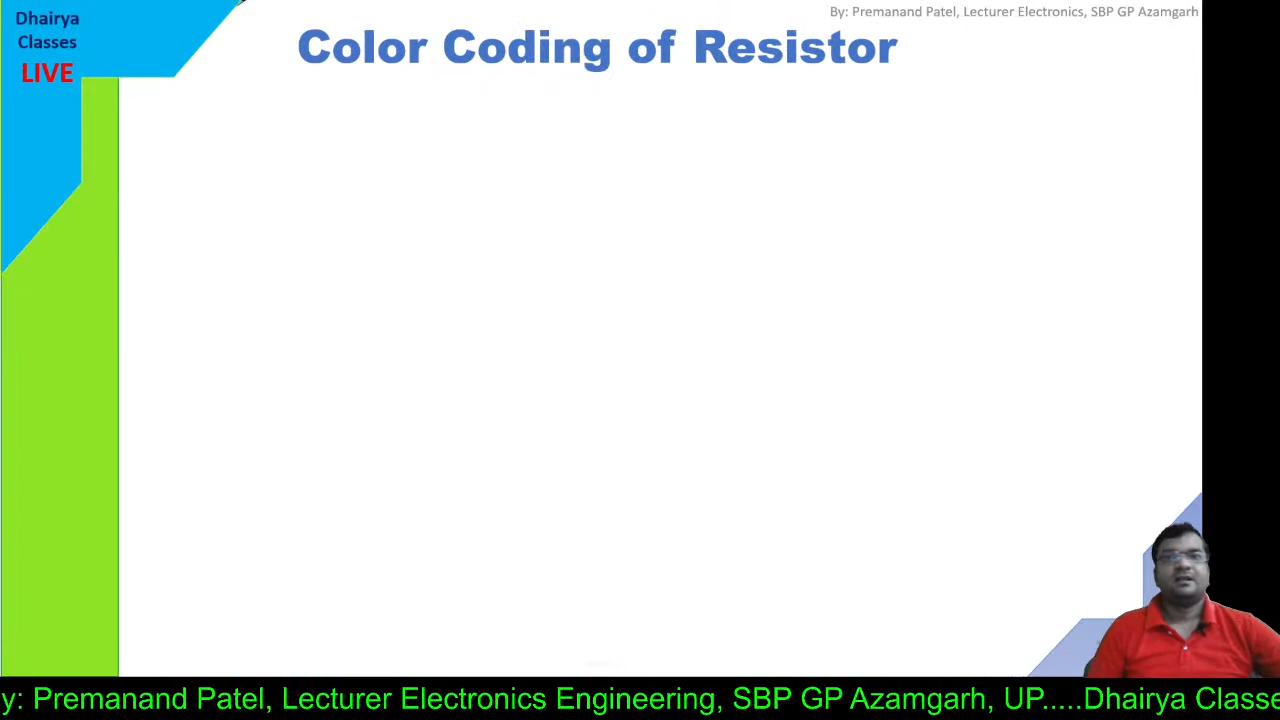 Dhairya
Classes
LIVE
By: Premanand Patel, Lecturer Electronics, SBP GP Azamgarh
Color Coding of Resistor
y: Premanand Patel, Lecturer Electronics Engineering, SBP GP Azamgarh, UP.....Dhairya Classe